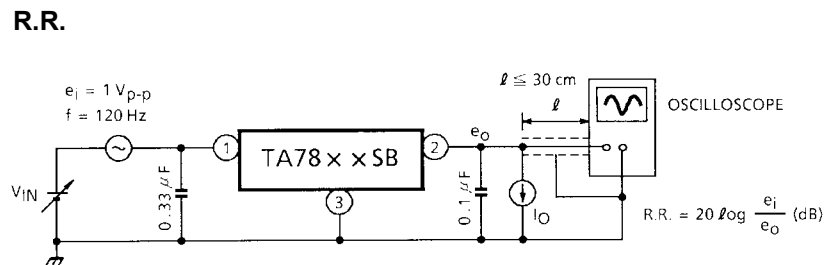 R.R.
ei = 1 Vp-p
f = 120 Hz
VIN
0.33 μF
1
TA78××SB
2
3
eo
0.1 μF
IO
ℓ ≦ 30 cm
ℓ
OSCILLOSCOPE
R.R. = 20 ℓog ei/eo (dB)